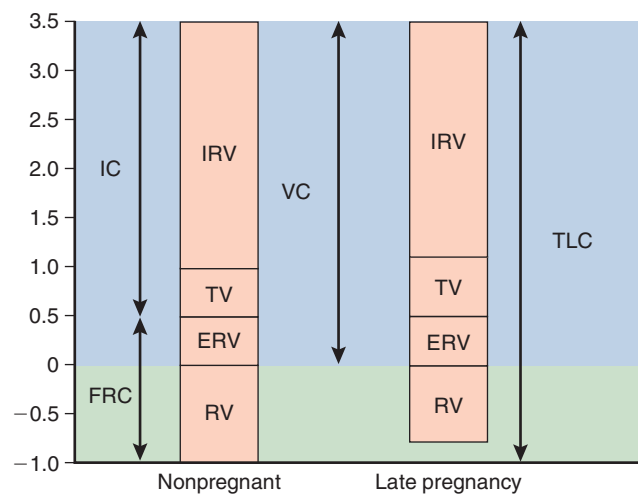 3.5
3.0
2.5
2.0
1.5
1.0
0.5
0
−0.5
−1.0
IC
FRC
IRV
TV
ERV
RV
VC
IRV
TV
ERV
RV
TLC
Nonpregnant
Late pregnancy